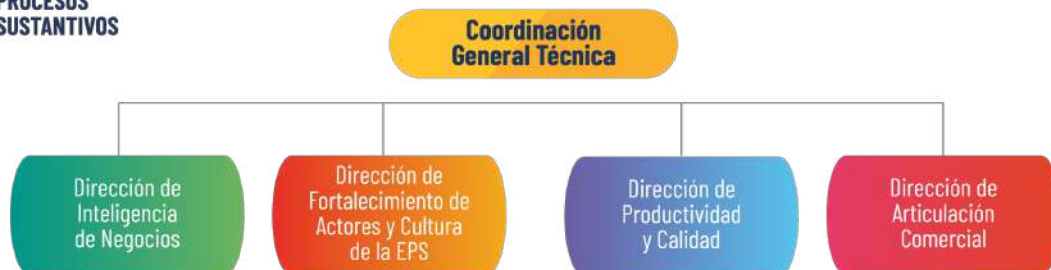 PROCESOS
SUSTANTIVOS
Coordinación
General Técnica
Dirección de
Inteligencia
de Negocios
Dirección de
Fortalecimiento de
Actores y Cultura
de la EPS
Dirección de
Productividad
y Calidad
Dirección de
Articulación
Comercial